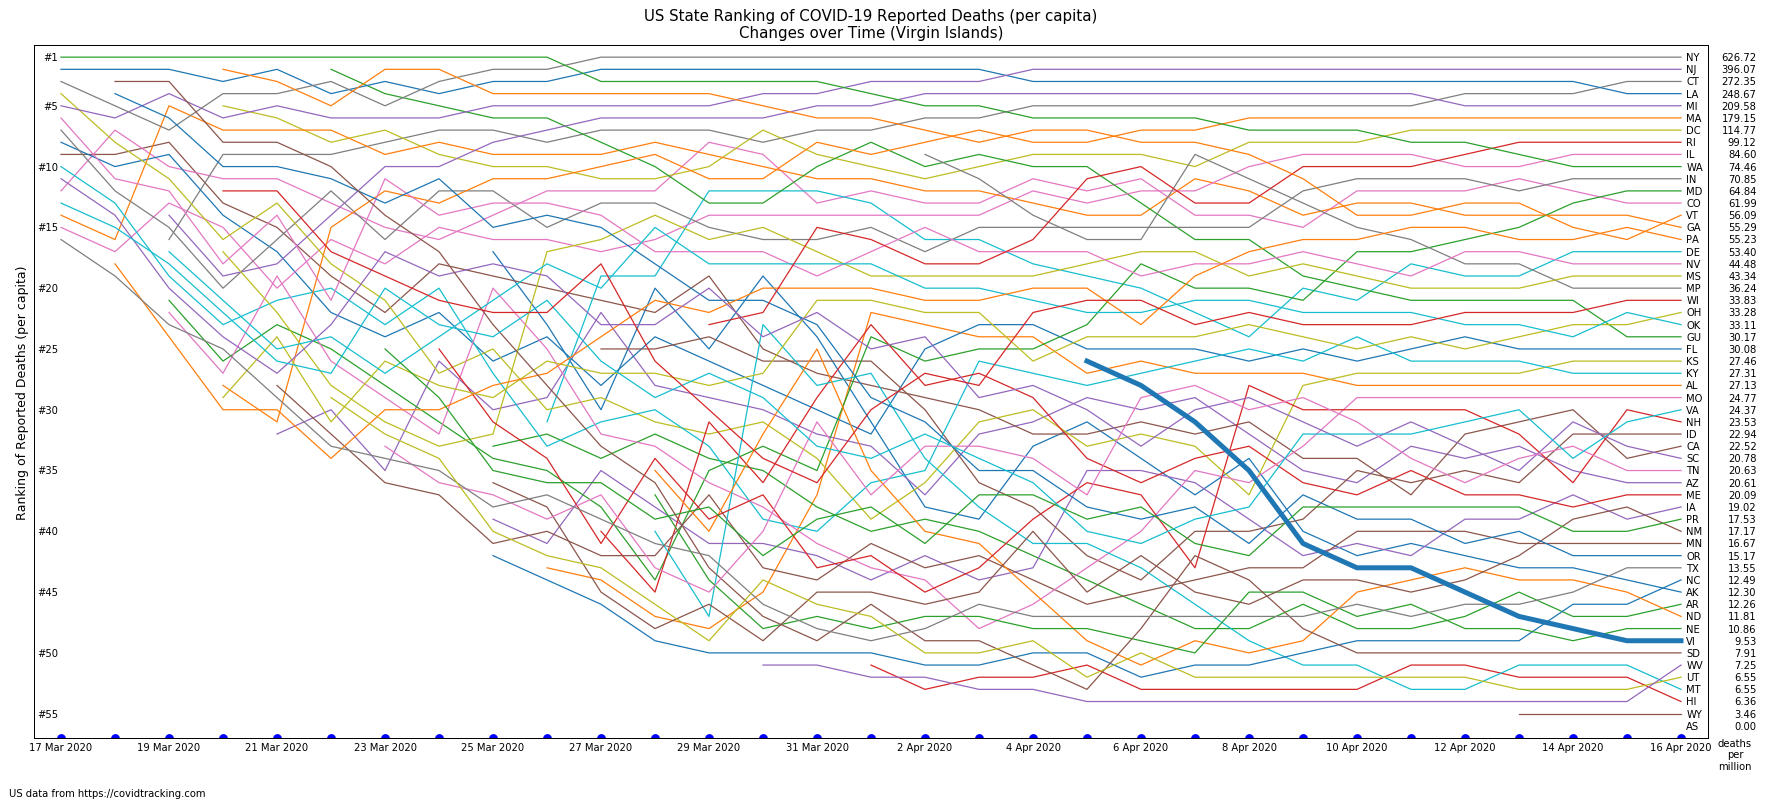 US State Ranking of COVID-19 Reported Deaths (per capita)
Changes over Time (Virgin Islands)
Ranking of Reported Deaths (per capita)
#1
#5
#10
#15
#20
#25
#30
#35
#40
#45
#50
#55
NY 626.72
NJ 396.07
CT 272.35
LA 248.67
MI 209.58
MA 179.15
DC 114.77
RI 99.12
IL 84.60
WA 74.46
IN 70.85
MD 64.84
CO 61.99
VT 56.09
GA 55.29
PA 55.23
DE 53.40
NV 44.48
MS 43.34
MP 36.24
WI 33.83
OH 33.28
OK 33.11
GU 30.17
FL 30.08
KS 27.46
KY 27.31
AL 27.13
MO 24.77
VA 24.37
NH 23.53
ID 22.94
CA 22.52
SC 20.78
TN 20.63
AZ 20.61
ME 20.09
IA 19.02
PR 17.53
NM 17.17
MN 16.67
OR 15.17
TX 13.55
NC 12.49
AK 12.30
AR 12.26
ND 11.81
NE 10.86
VI 9.53
SD 7.91
WV 7.25
UT 6.55
MT 6.55
HI 6.36
WY 3.46
AS 0.00
17 Mar 2020 19 Mar 2020 21 Mar 2020 23 Mar 2020 25 Mar 2020 27 Mar 2020 29 Mar 2020 31 Mar 2020 2 Apr 2020 4 Apr 2020 6 Apr 2020 8 Apr 2020 10 Apr 2020 12 Apr 2020 14 Apr 2020 16 Apr 2020
deaths
per
million
US data from https://covidtracking.com